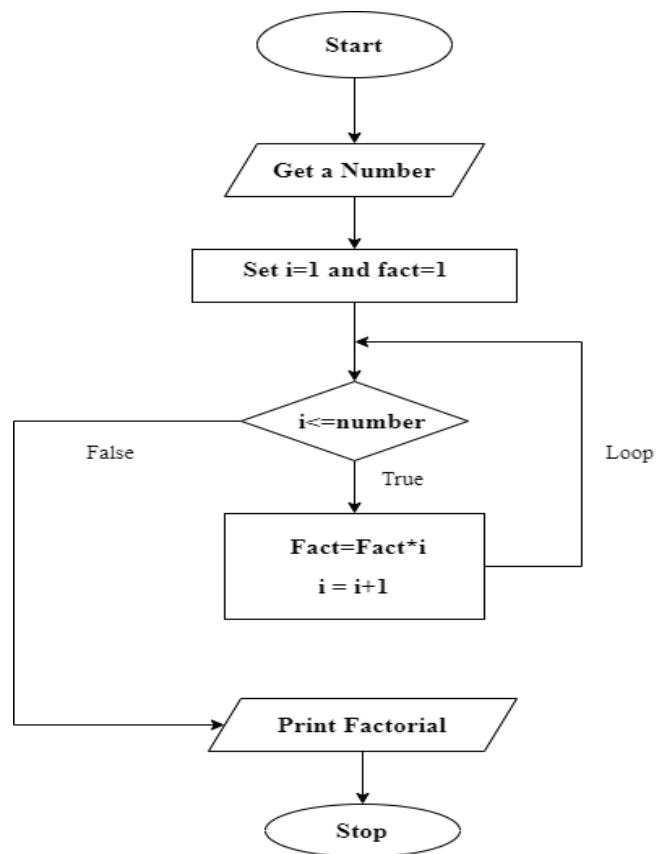 Start
Get a Number
Set i=1 and fact=1
i<=number
False
Loop
True
Fact=Fact*i
i = i+1
Print Factorial
Stop